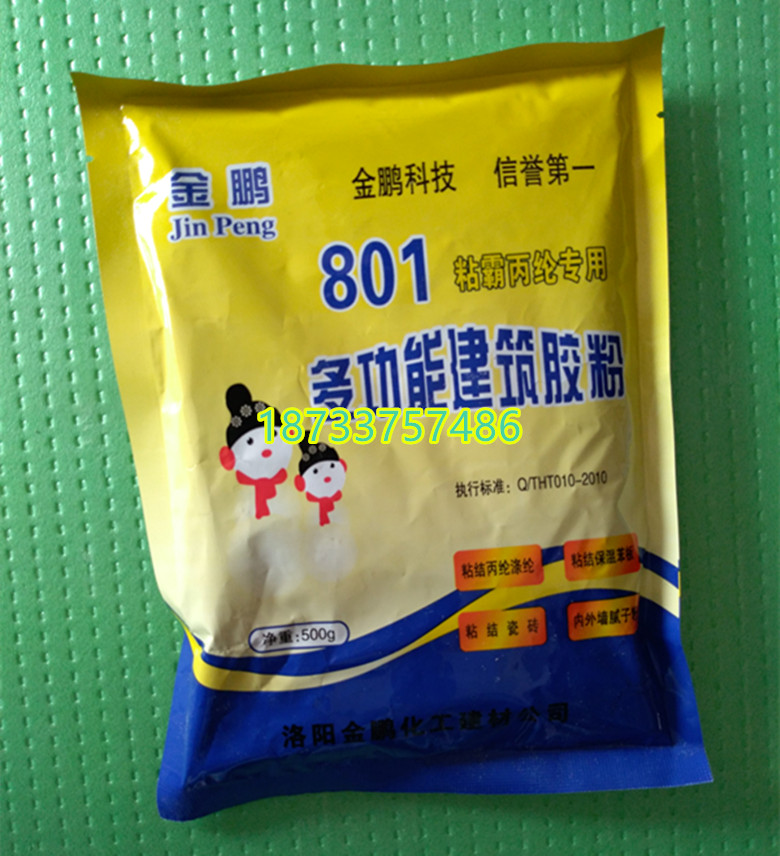 金鹏
Jin Peng
金鹏科技 信誉第一
801 粘霸丙纶专用
多功能建筑胶粉
18733757486
执行标准：Q/THT010-2010
粘结丙纶涤纶
粘结保温苯板
粘结瓷砖
内外墙腻子粉
净重:500g
洛阳金鹏化工建材公司